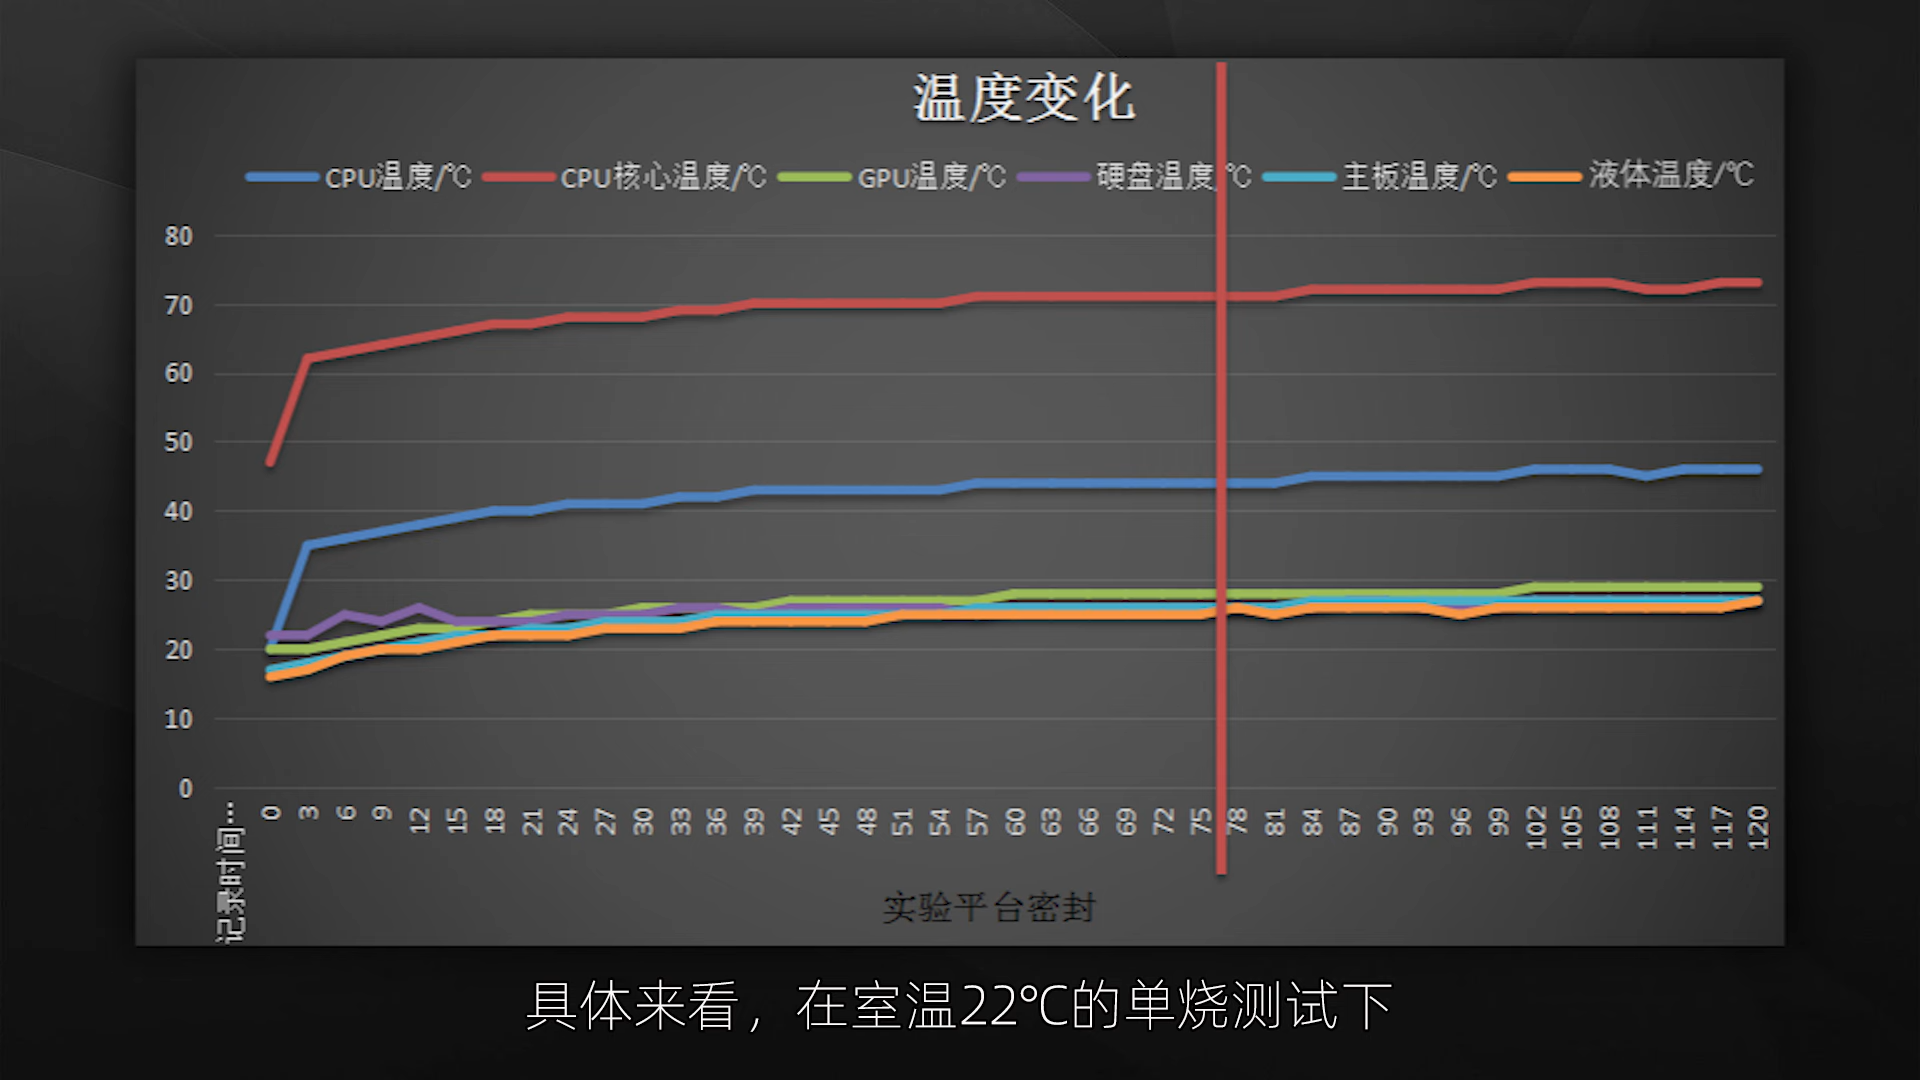 温度变化
CPU温度/℃ CPU核心温度/℃ GPU温度/℃ 硬盘温度/℃ 主板温度/℃ 液体温度/℃
80
70
60
50
40
30
20
10
0
记录时间… 0 3 6 9 12 15 18 21 24 27 30 33 36 39 42 45 48 51 54 57 60 63 66 69 72 75 78 81 84 87 90 93 96 99 102 105 108 111 114 117 120
实验平台密封
具体来看，在室温22℃的单烧测试下